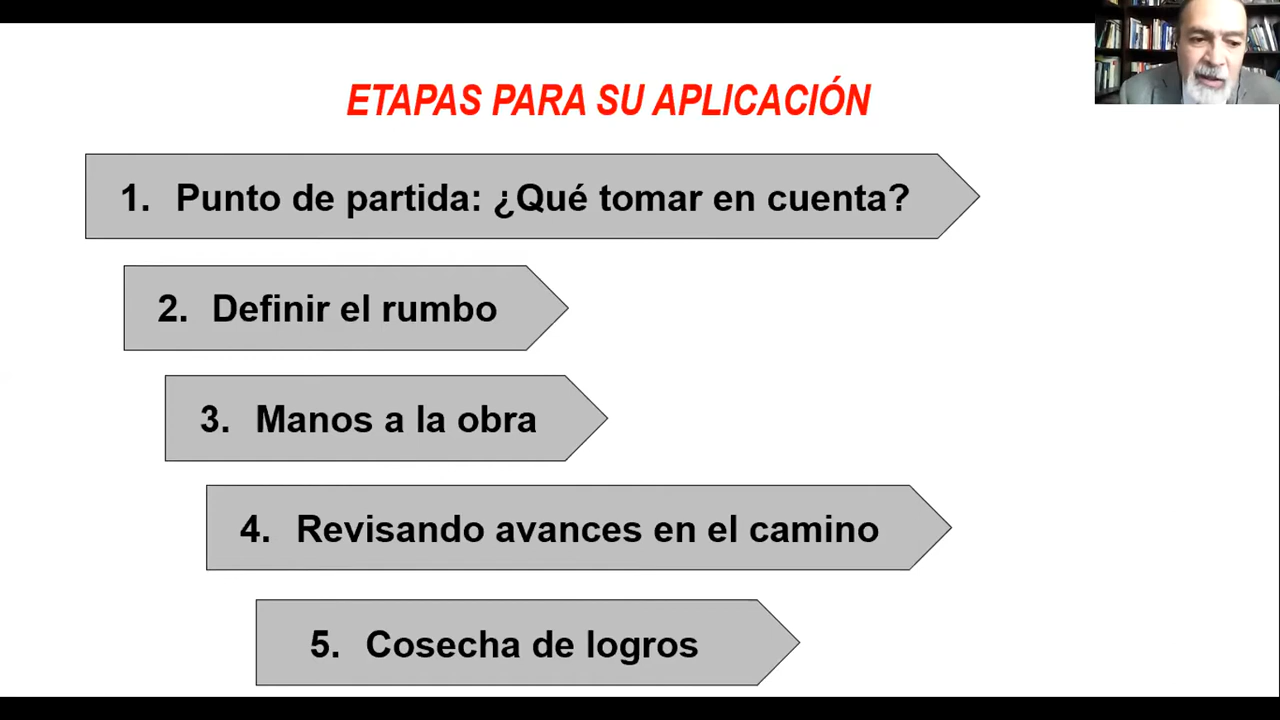 ETAPAS PARA SU APLICACIÓN
1. Punto de partida: ¿Qué tomar en cuenta?
2. Definir el rumbo
3. Manos a la obra
4. Revisando avances en el camino
5. Cosecha de logros